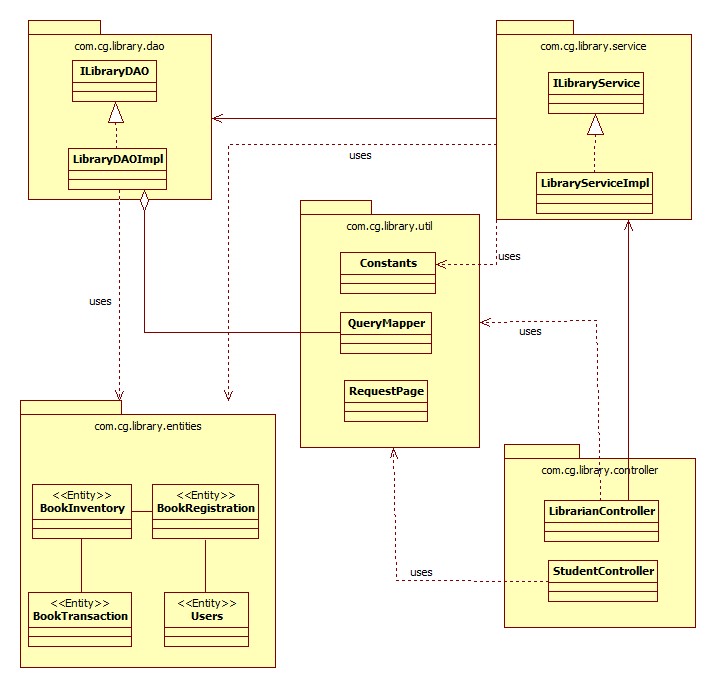 com.cg.library.dao
ILibraryDAO
LibraryDAOImpl
com.cg.library.service
ILibraryService
LibraryServiceImpl
uses
com.cg.library.util
Constants
QueryMapper
RequestPage
uses
uses
uses
com.cg.library.entities
<<Entity>>
BookInventory
<<Entity>>
BookRegistration
<<Entity>>
BookTransaction
<<Entity>>
Users
com.cg.library.controller
LibrarianController
StudentController
uses